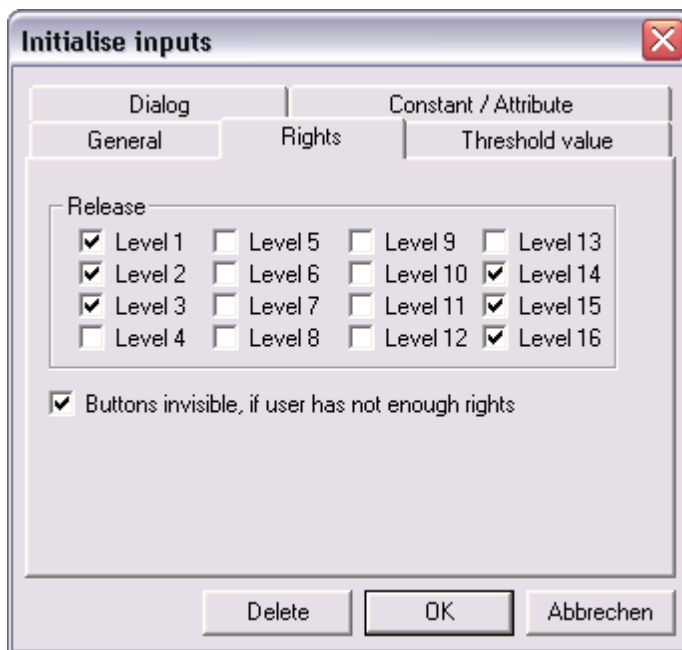 Initialise inputs
Dialog Constant / Attribute
General Rights Threshold value
Release
Level 1 Level 5 Level 9 Level 13
Level 2 Level 6 Level 10 Level 14
Level 3 Level 7 Level 11 Level 15
Level 4 Level 8 Level 12 Level 16
Buttons invisible, if user has not enough rights
Delete OK Abbrechen